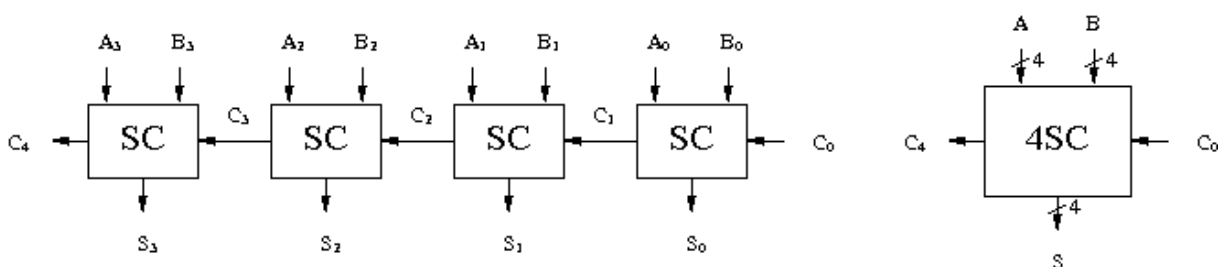 A
B
A₃ B₃ A₂ B₂ A₁ B₁ A₀ B₀
4 4
C₃ C₂ C₁
C₄ SC SC SC SC C₀ C₄ 4SC C₀
4
S₃ S₂ S₁ S₀
S